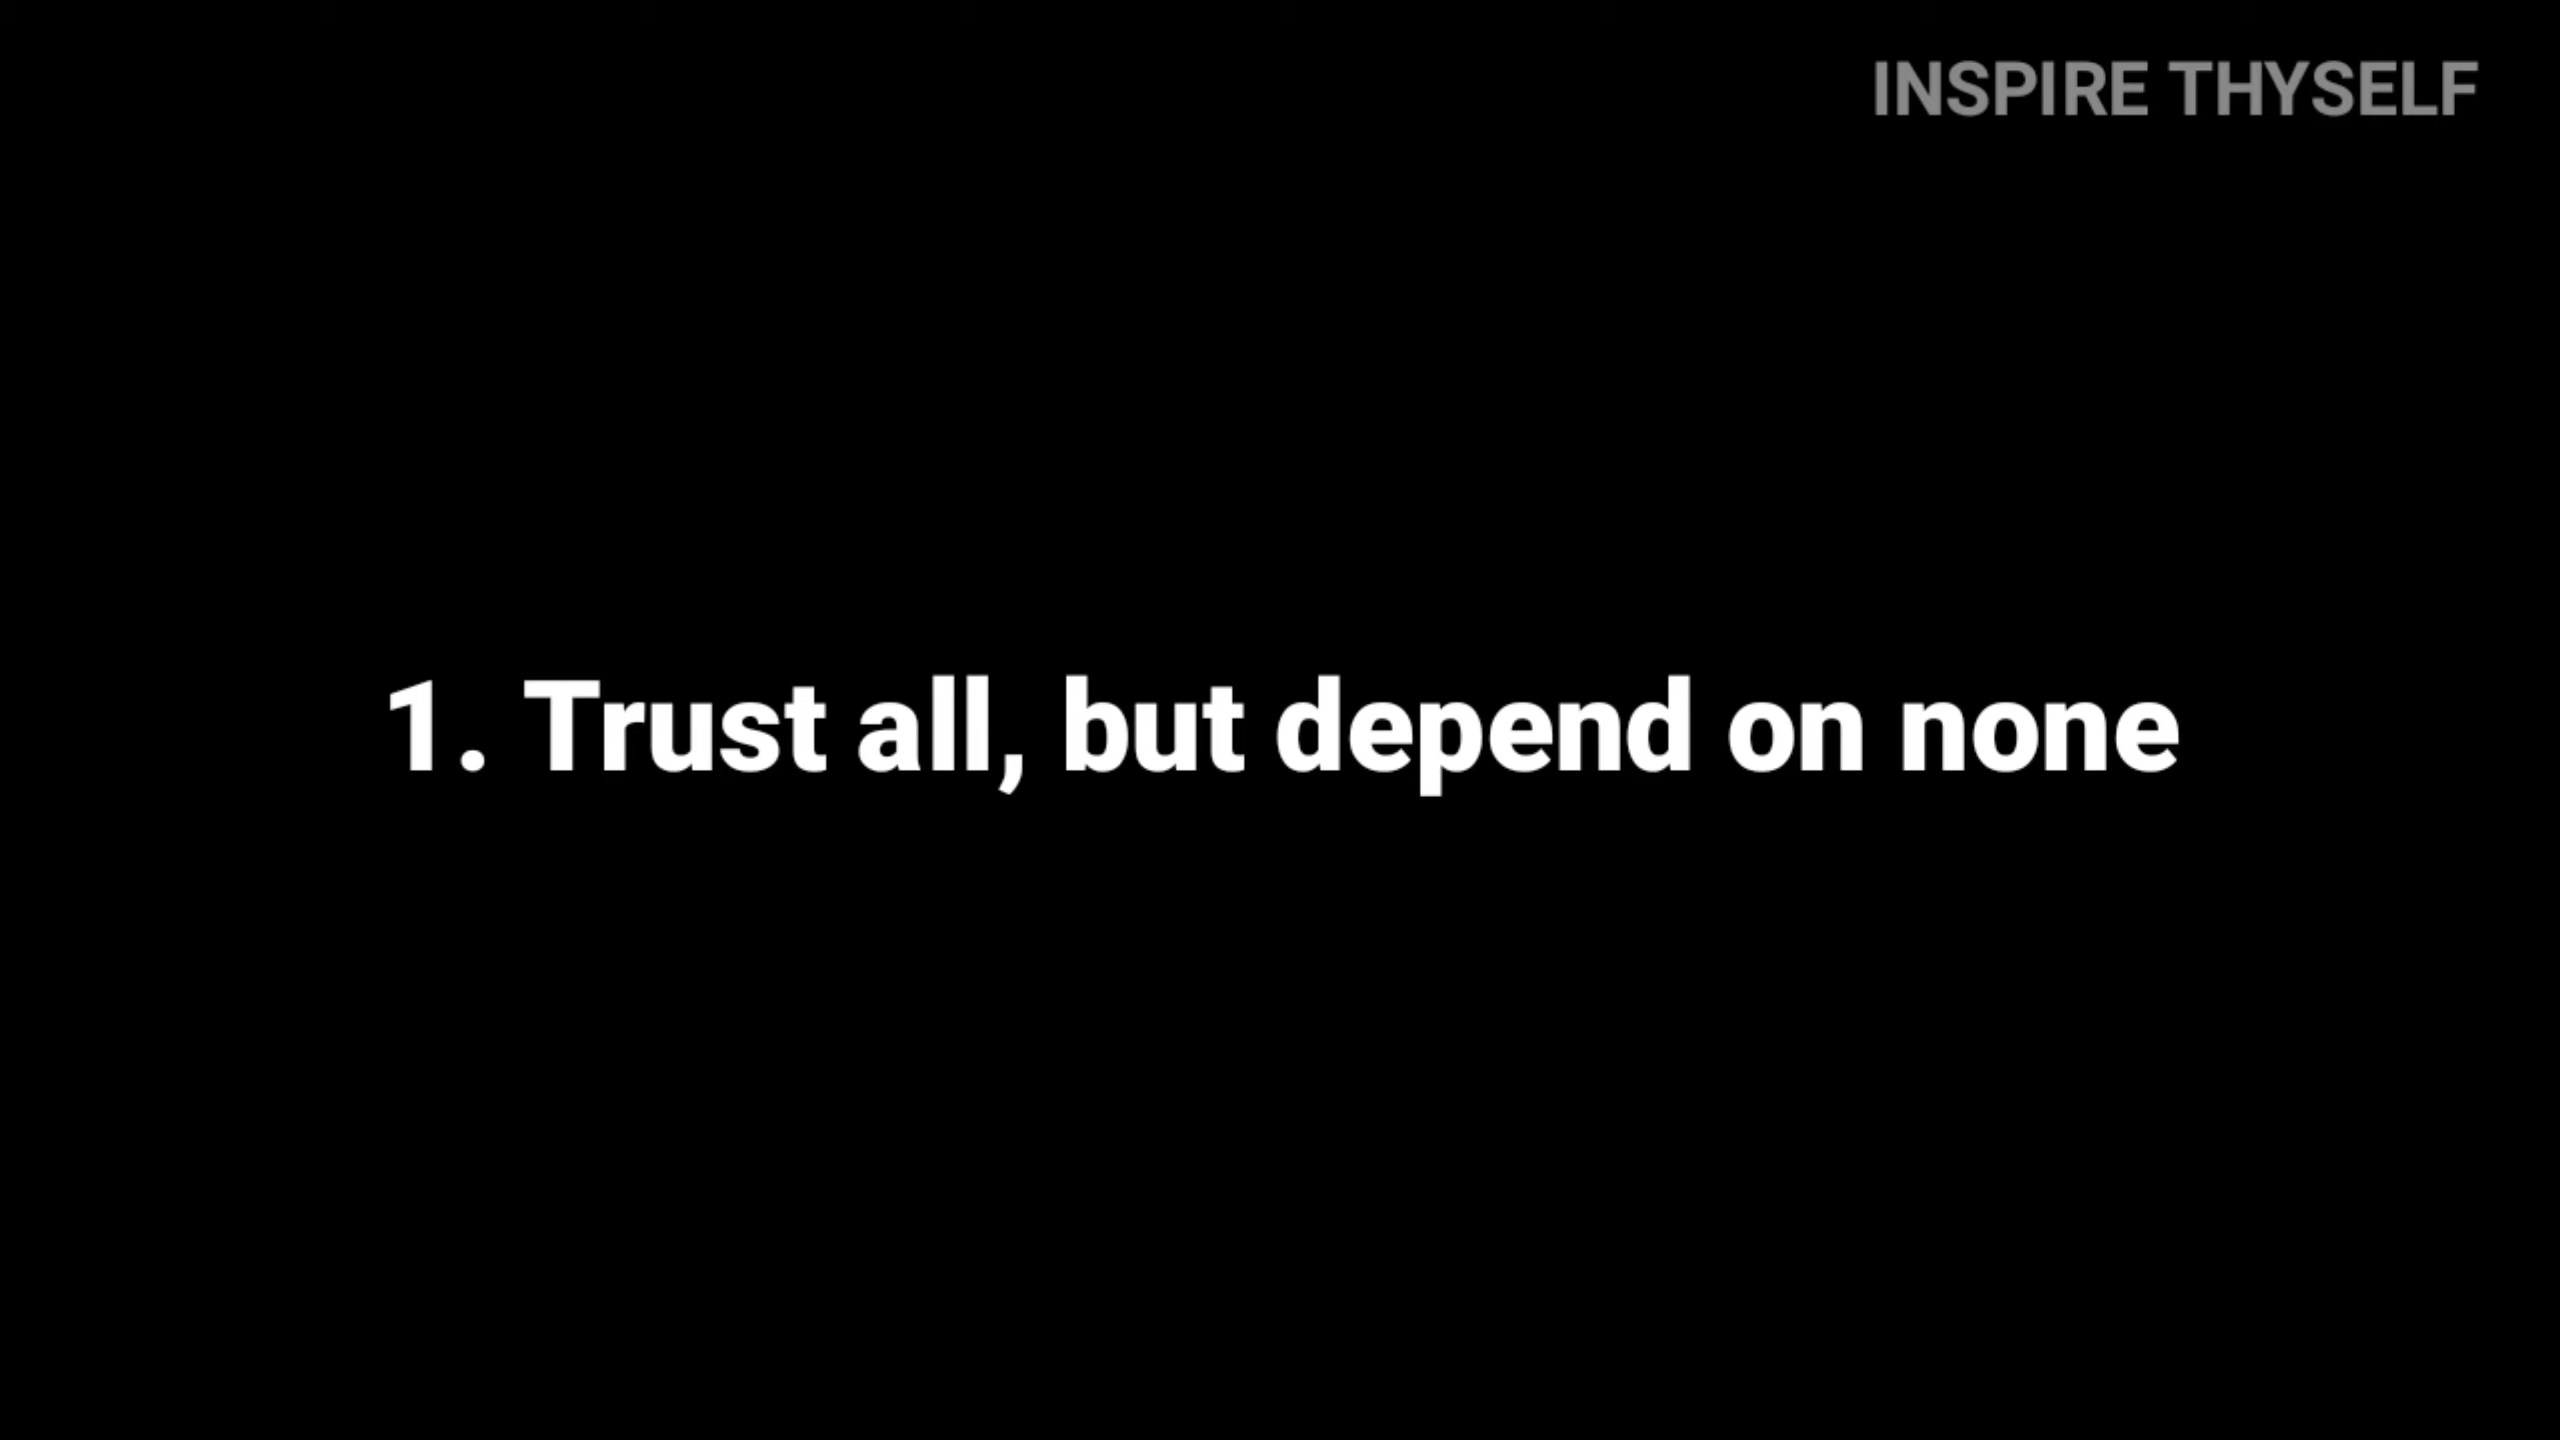 INSPIRE THYSELF
1. Trust all, but depend on none